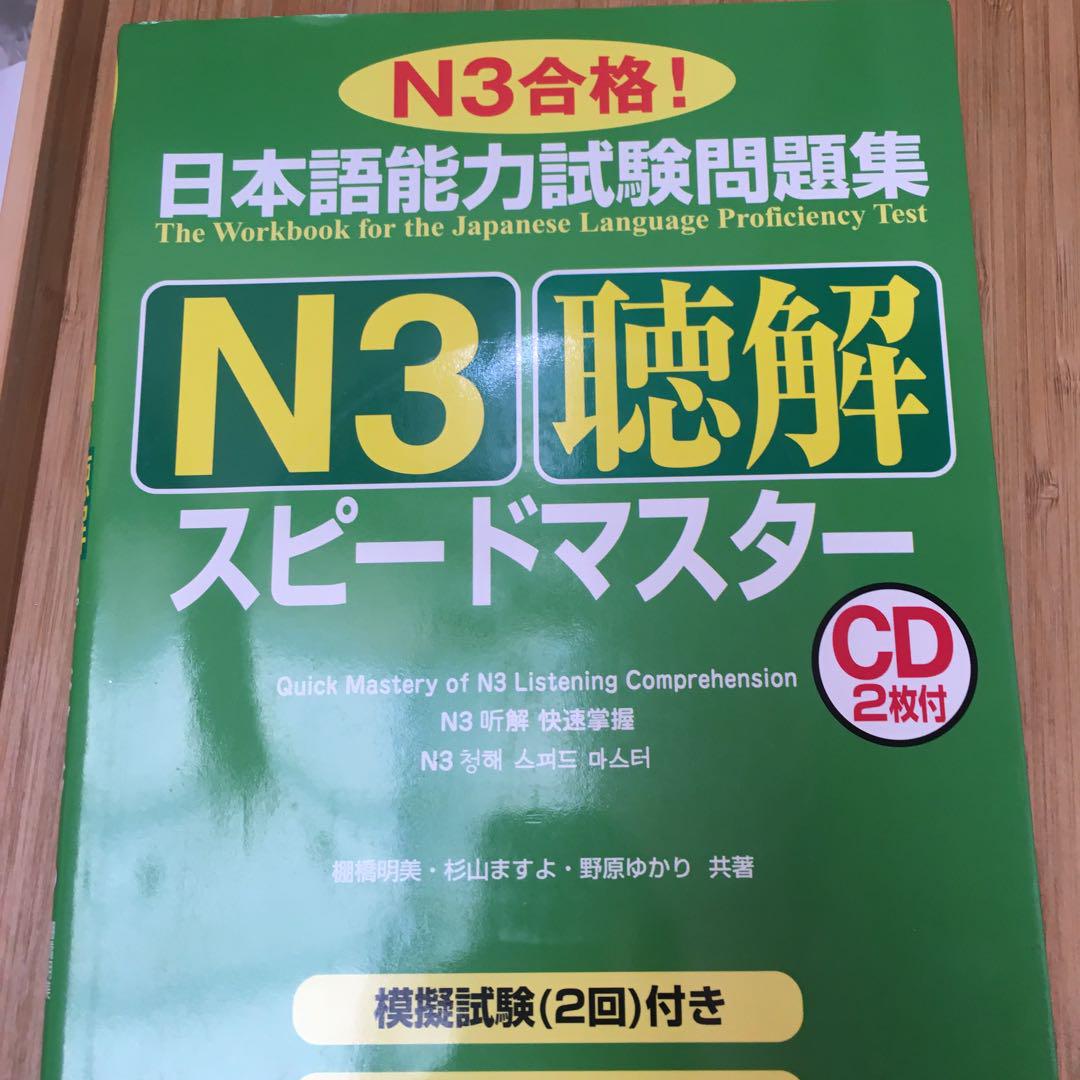 N3合格！
日本語能力試験問題集
The Workbook for the Japanese Language Proficiency Test
N3 聴解
スピードマスター
CD
2枚付
Quick Mastery of N3 Listening Comprehension
N3 听解 快速掌握
N3 청해 스피드 마스터
棚橋明美・杉山ますよ・野原ゆかり 共著
模擬試験(2回)付き